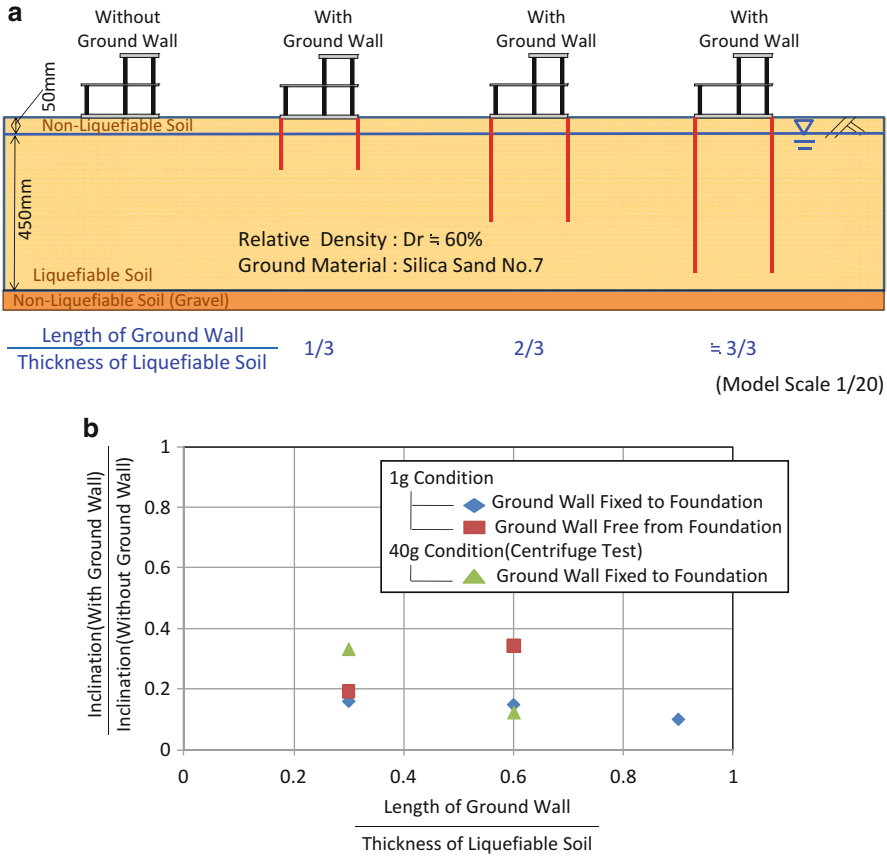 a
Without
Ground Wall
With
Ground Wall
With
Ground Wall
With
Ground Wall
50mm
Non-Liquefiable Soil
450mm
Relative Density : Dr ≒ 60%
Ground Material : Silica Sand No.7
Liquefiable Soil
Non-Liquefiable Soil (Gravel)
Length of Ground Wall
Thickness of Liquefiable Soil
1/3
2/3
≒ 3/3
(Model Scale 1/20)
b
Inclination(With Ground Wall)
Inclination(Without Ground Wall)
1
0.8
0.6
0.4
0.2
0
1g Condition
Ground Wall Fixed to Foundation
Ground Wall Free from Foundation
40g Condition(Centrifuge Test)
Ground Wall Fixed to Foundation
0
0.2
0.4
0.6
0.8
1
Length of Ground Wall
Thickness of Liquefiable Soil